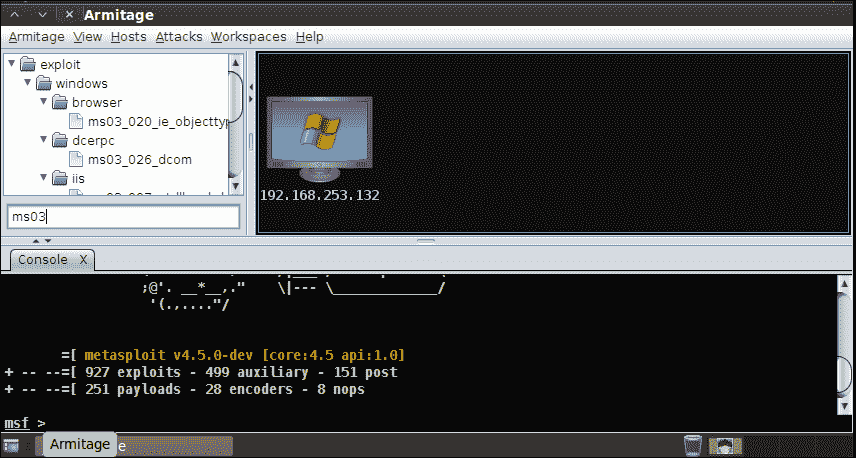 Armitage
Armitage View Hosts Attacks Workspaces Help
exploit
windows
browser
ms03_020_ie_objecttyp
dcerpc
ms03_026_dcom
iis
ms03
192.168.253.132
Console X
;@'. __*__,." \|--- \_____________/
'(.,...."/
=[ metasploit v4.5.0-dev [core:4.5 api:1.0]
+ -- --=[ 927 exploits - 499 auxiliary - 151 post
+ -- --=[ 251 payloads - 28 encoders - 8 nops
msf >
Armitage